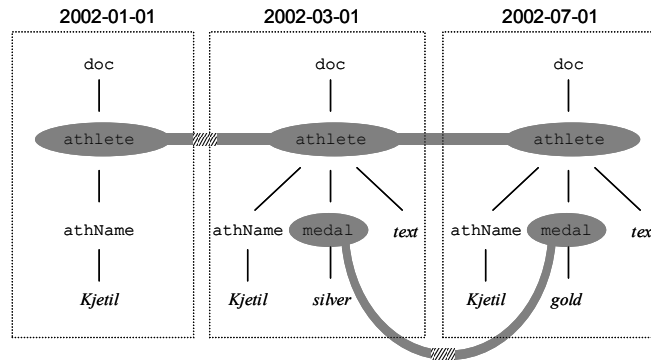 2002-01-01 2002-03-01 2002-07-01
doc doc doc
athlete athlete athlete
athName athName medal text athName medal tex
Kjetil Kjetil silver Kjetil gold